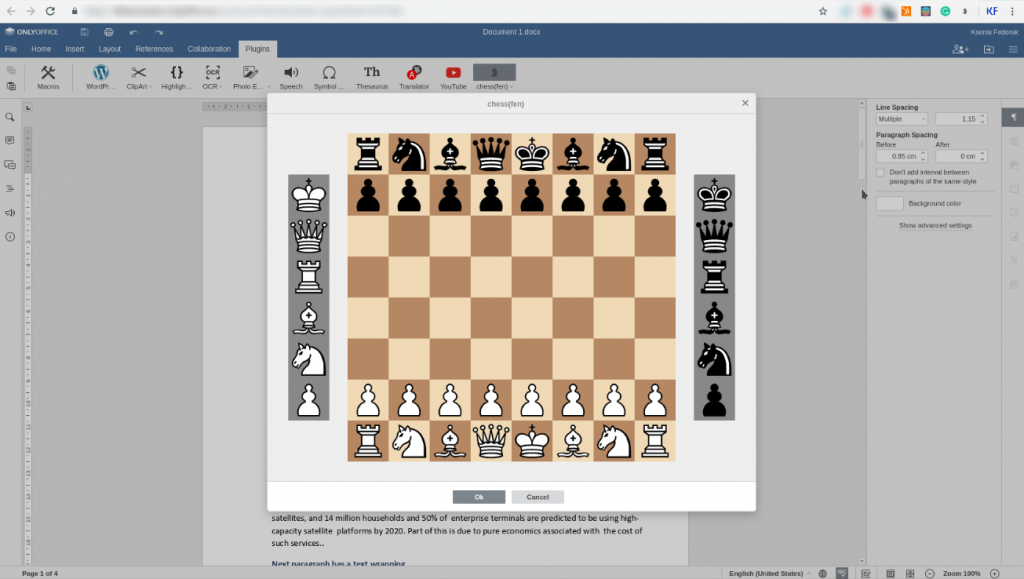 KF
ONLYOFFICE
Document 1.docx
Ksenia Fedoruk
File Home Insert Layout References Collaboration Plugins
Macros WordPr... ClipArt Highligh... OCR Photo E... Speech Symbol ... Thesaurus Translator YouTube chess(fen)
{} OCR Ω Th
chess(fen)
Ok Cancel
satellites, and 14 million households and 50% of enterprise terminals are predicted to be using high-
capacity satellite platforms by 2020. Part of this is due to pure economics associated with the cost of
such services..
Next paragraph has a text wrapping
Line Spacing
Multiple 1.15
Paragraph Spacing
Before After
0.85 cm 0 cm
Don't add interval between
paragraphs of the same style
Background color
Show advanced settings
Page 1 of 4
English (United States)
Zoom 100%